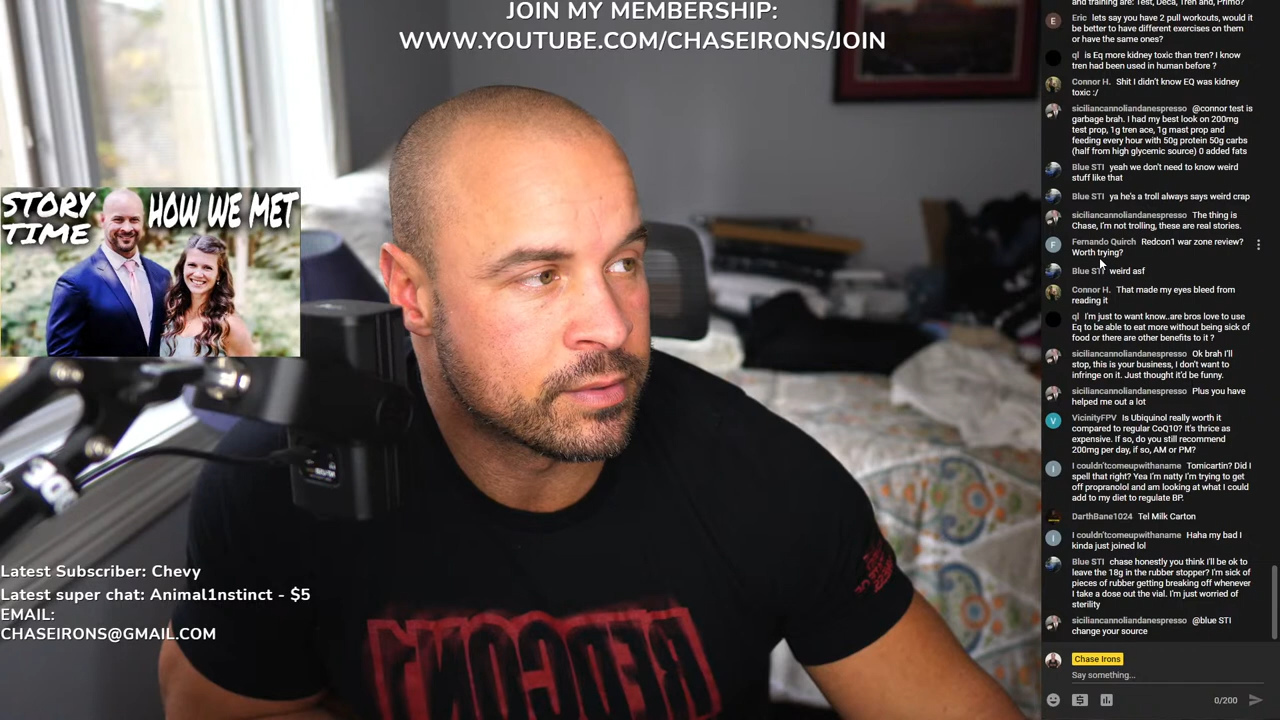 JOIN MY MEMBERSHIP:
WWW.YOUTUBE.COM/CHASEIRONS/JOIN
STORY
TIME
HOW WE MET
Latest Subscriber: Chevy
Latest super chat: Animal1nstinct - $5
EMAIL:
CHASEIRONS@GMAIL.COM
REDCON1
and training are: Test, Deca, Tren and, Primo?
E
Eric lets say you have 2 pull workouts, would it
be better to have different exercises on them
or have the same ones?
ql is Eq more kidney toxic than tren? I know
tren had been used in human before ?
Connor H. Shit I didn't know EQ was kidney
toxic :/
siciliancannoliandanespresso @connor test is
garbage brah. I had my best look on 200mg
test prop, 1g tren ace, 1g mast prop and
feeding every hour with 50g protein 50g carbs
(half from high glycemic source) 0 added fats
Blue STI yeah we don't need to know weird
stuff like that
Blue STI ya he's a troll always says weird crap
siciliancannoliandanespresso The thing is
Chase, I'm not trolling, these are real stories.
F
Fernando Quirch Redcon1 war zone review?
Worth trying?
Blue STI weird asf
Connor H. That made my eyes bleed from
reading it
ql I'm just to want know..are bros love to use
Eq to be able to eat more without being sick of
food or there are other benefits to it ?
siciliancannoliandanespresso Ok brah I'll
stop, this is your business, I don't want to
infringe on it. Just thought it'd be funny.
siciliancannoliandanespresso Plus you have
helped me out a lot
V
VicinityFPV Is Ubiquinol really worth it
compared to regular CoQ10? It's thrice as
expensive. If so, do you still recommend
200mg per day, if so, AM or PM?
I
I couldn'tcomeupwithaname Tomicartin? Did I
spell that right? Yea I'm natty I'm trying to get
off propranolol and am looking at what I could
add to my diet to regulate BP.
DarthBane1024 Tel Milk Carton
I
I couldn'tcomeupwithaname Haha my bad I
kinda just joined lol
Blue STI chase honestly you think I'll be ok to
leave the 18g in the rubber stopper? I'm sick of
pieces of rubber getting breaking off whenever
I take a dose out the vial. I'm just worried of
sterility
siciliancannoliandanespresso @blue STI
change your source
Chase Irons
Say something...
0/200